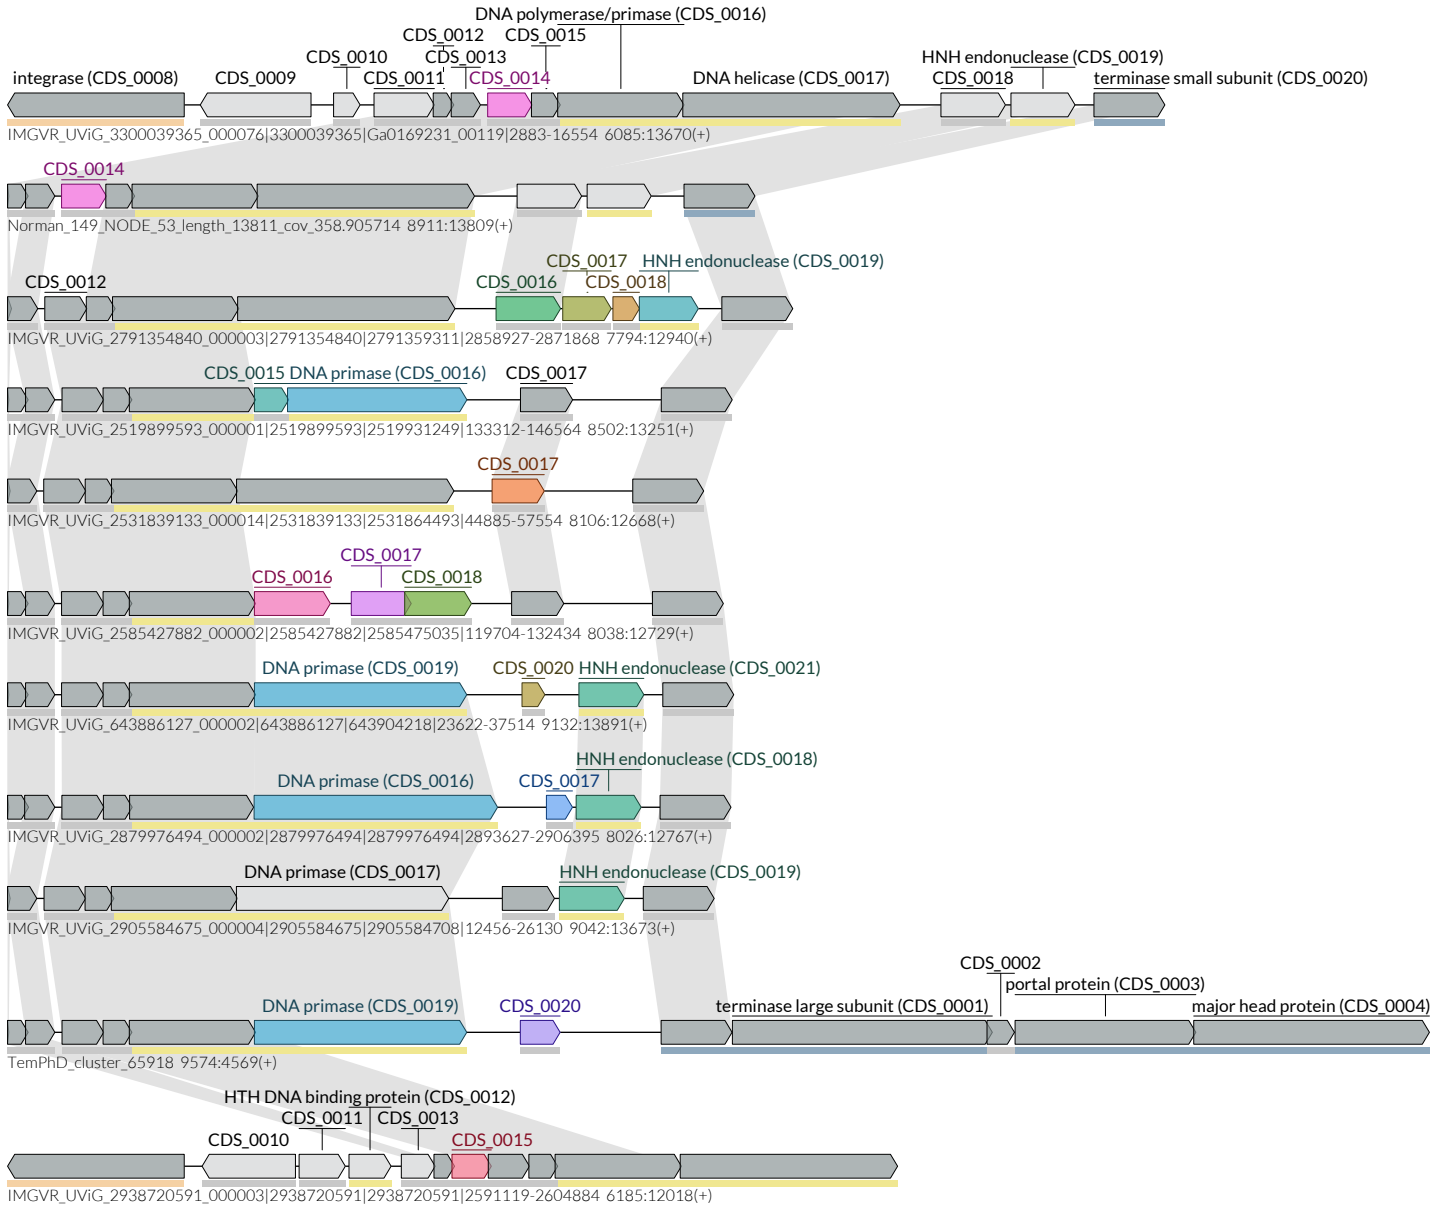 DNA polymerase/primase (CDS_0016)
CDS_0012 CDS_0015
CDS_0010 CDS_0013 HNH endonuclease (CDS_0019)
integrase (CDS_0008) CDS_0009 CDS_0011 CDS_0014 DNA helicase (CDS_0017) CDS_0018 terminase small subunit (CDS_0020)
IMGVR_UViG_3300039365_000076|3300039365|Ga0169231_00119|2883-16554 6085:13670(+)
CDS_0014
Norman_149_NODE_53_length_13811_cov_358.905714 8911:13809(+)
CDS_0017 HNH endonuclease (CDS_0019)
CDS_0012 CDS_0016 CDS_0018
IMGVR_UViG_2791354840_000003|2791354840|2791359311|2858927-2871868 7794:12940(+)
CDS_0015 DNA primase (CDS_0016) CDS_0017
IMGVR_UViG_2519899593_000001|2519899593|2519931249|133312-146564 8502:13251(+)
CDS_0017
IMGVR_UViG_2531839133_000014|2531839133|2531864493|44885-57554 8106:12668(+)
CDS_0017
CDS_0016 CDS_0018
IMGVR_UViG_2585427882_000002|2585427882|2585475035|119704-132434 8038:12729(+)
DNA primase (CDS_0019) CDS_0020 HNH endonuclease (CDS_0021)
IMGVR_UViG_643886127_000002|643886127|643904218|23622-37514 9132:13891(+)
HNH endonuclease (CDS_0018)
DNA primase (CDS_0016) CDS_0017
IMGVR_UViG_2879976494_000002|2879976494|2879976494|2893627-2906395 8026:12767(+)
DNA primase (CDS_0017) HNH endonuclease (CDS_0019)
IMGVR_UViG_2905584675_000004|2905584675|2905584708|12456-26130 9042:13673(+)
CDS_0002
portal protein (CDS_0003)
DNA primase (CDS_0019) CDS_0020 terminase large subunit (CDS_0001) major head protein (CDS_0004)
TemPhD_cluster_65918 9574:4569(+)
HTH DNA binding protein (CDS_0012)
CDS_0011 CDS_0013
CDS_0010 CDS_0015
IMGVR_UViG_2938720591_000003|2938720591|2938720591|2591119-2604884 6185:12018(+)